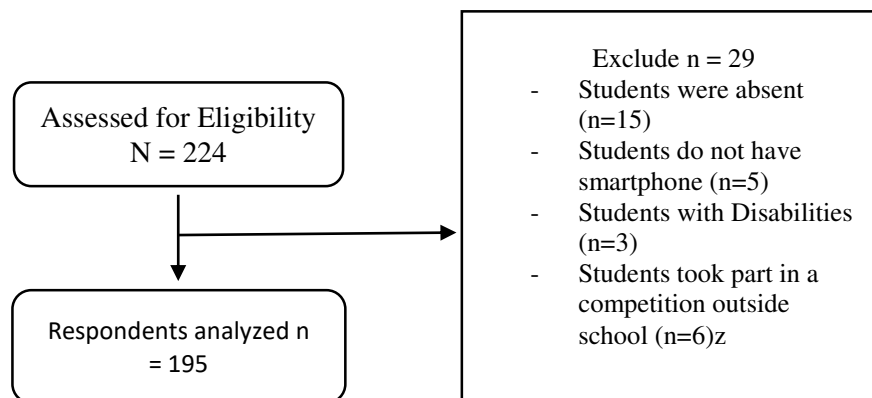 Assessed for Eligibility
N = 224
Exclude n = 29
- Students were absent
(n=15)
- Students do not have
smartphone (n=5)
- Students with Disabilities
(n=3)
- Students took part in a
competition outside
school (n=6)z
Respondents analyzed n
= 195